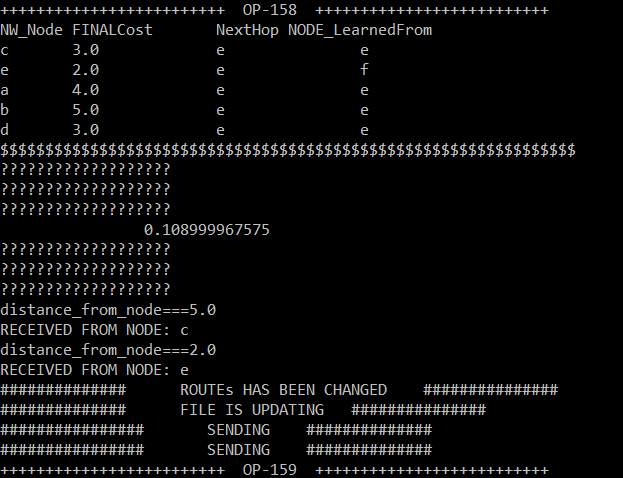 +++++++++++++++++++++++++  OP-158  ++++++++++++++++++++++++++
NW_Node FINALCost       NextHop NODE_LearnedFrom
c       3.0             e               e
e       2.0             e               f
a       4.0             e               e
b       5.0             e               e
d       3.0             e               e
$$$$$$$$$$$$$$$$$$$$$$$$$$$$$$$$$$$$$$$$$$$$$$$$$$$$$$$$$$$$$$$$
???????????????????
???????????????????
???????????????????
                0.108999967575
???????????????????
???????????????????
???????????????????
distance_from_node===5.0
RECEIVED FROM NODE: c
distance_from_node===2.0
RECEIVED FROM NODE: e
##############      ROUTEs HAS BEEN CHANGED    ###############
##############      FILE IS UPDATING   ###############
################       SENDING    ##############
################       SENDING    ##############
+++++++++++++++++++++++++  OP-159  ++++++++++++++++++++++++++